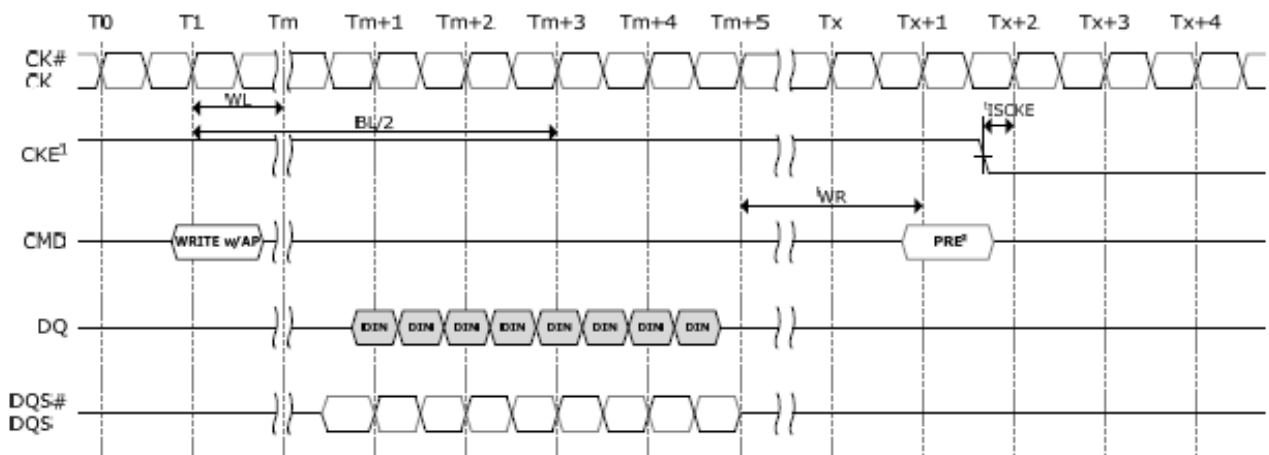 T0 T1 Tm Tm+1 Tm+2 Tm+3 Tm+4 Tm+5 Tx Tx+1 Tx+2 Tx+3 Tx+4
CK#
CK
WL
tISCKE
BL/2
CKE1
tWR
CMD WRITE w/AP PRE2
DQ DIN DIN DIN DIN DIN DIN DIN DIN
DQS#
DQS